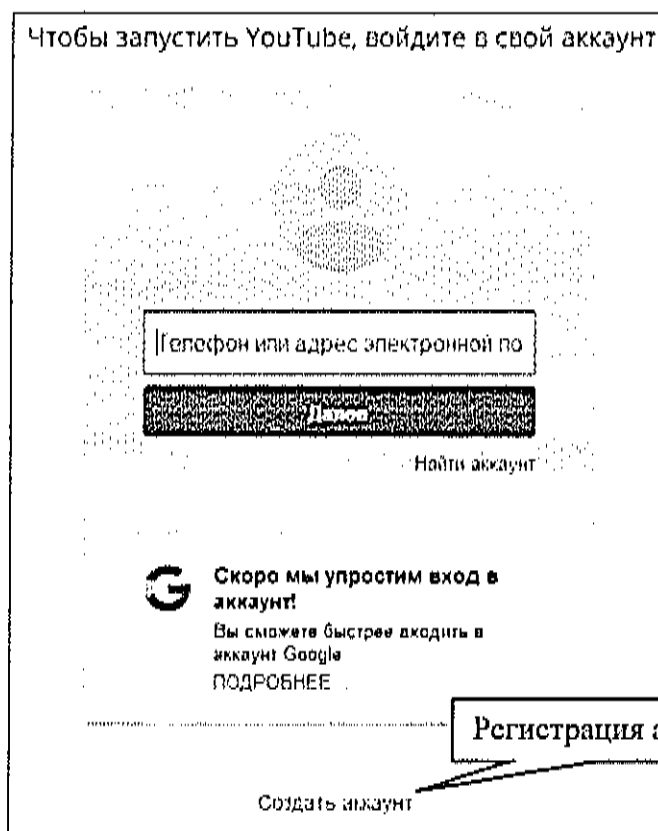 Чтобы запустить YouTube, войдите в свой аккаунт
Телефон или адрес электронной по
Далее
Найти аккаунт
Скоро мы упростим вход в
аккаунт!
Вы сможете быстрее входить в
аккаунт Google
ПОДРОБНЕЕ
Регистрация а
Создать аккаунт